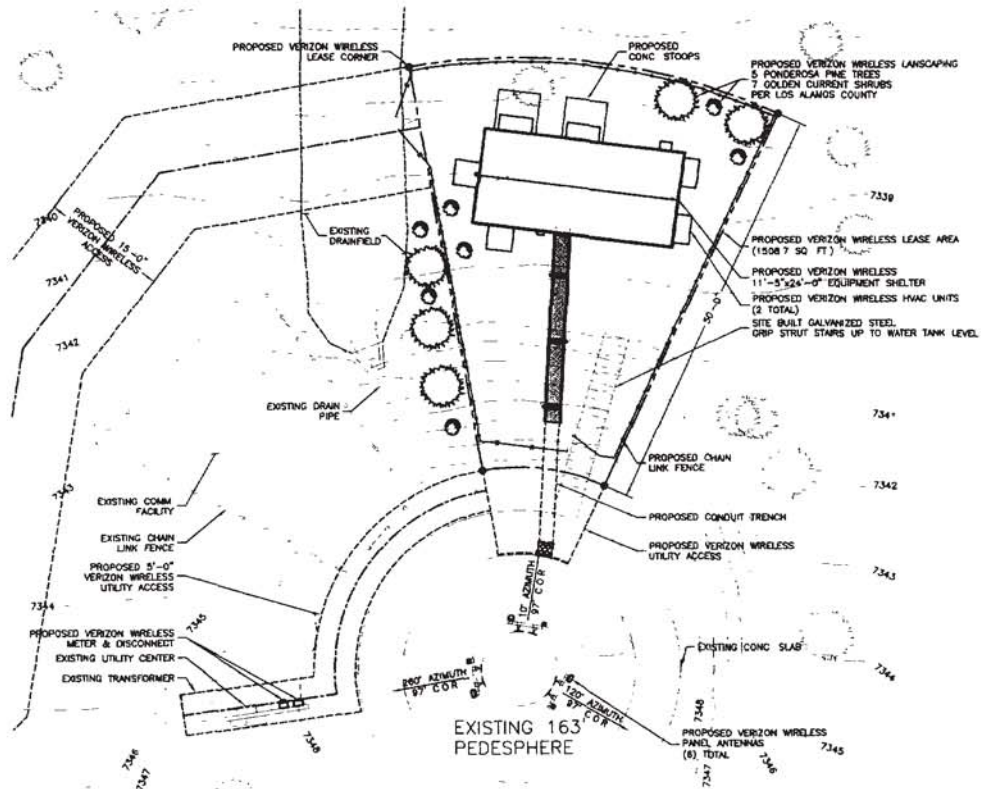 PROPOSED VERIZON WIRELESS
LEASE CORNER
PROPOSED
CONC STOOPS
PROPOSED VERIZON WIRELESS LANSCAPING
5 PONDEROSA PINE TREES
7 GOLDEN CURRENT SHRUBS
PER LOS ALAMOS COUNTY
7339
7340
PROPOSED 15'-0"
VERIZON WIRELESS
ACCESS
EXISTING
DRAINFIELD
PROPOSED VERIZON WIRELESS LEASE AREA
(1508.7 SQ FT)
7341
PROPOSED VERIZON WIRELESS
11'-5"x24'-0" EQUIPMENT SHELTER
PROPOSED VERIZON WIRELESS HVAC UNITS
(2 TOTAL)
50'-0"
SITE BUILT GALVANIZED STEEL
GRIP STRUT STAIRS UP TO WATER TANK LEVEL
7342
EXISTING DRAIN
PIPE
PROPOSED CHAIN
LINK FENCE
7342
7343
EXISTING COMM
FACILITY
PROPOSED CONDUIT TRENCH
EXISTING CHAIN
LINK FENCE
PROPOSED VERIZON WIRELESS
UTILITY ACCESS
PROPOSED 5'-0"
VERIZON WIRELESS
UTILITY ACCESS
7343
10° AZIMUTH
97' COR
7344
7345
PROPOSED VERIZON WIRELESS
METER & DISCONNECT
EXISTING UTILITY CENTER
EXISTING TRANSFORMER
EXISTING CONC SLAB
7344
260° AZIMUTH
97' COR
120° AZIMUTH
97' COR
EXISTING 163'
PEDESPHERE
PROPOSED VERIZON WIRELESS
PANEL ANTENNAS
(6) TOTAL
7348
7345
7346
7347
7348
7346
7347